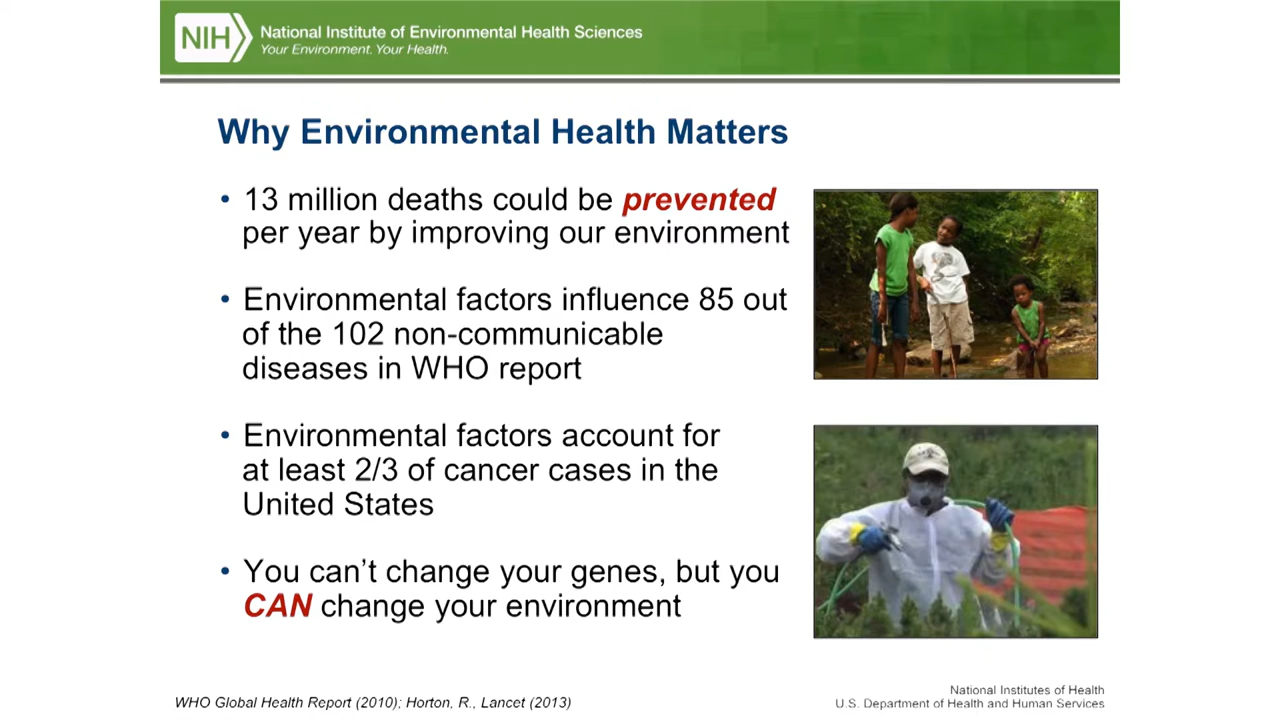 NIH
National Institute of Environmental Health Sciences
Your Environment. Your Health.
Why Environmental Health Matters
• 13 million deaths could be prevented
per year by improving our environment
• Environmental factors influence 85 out
of the 102 non-communicable
diseases in WHO report
• Environmental factors account for
at least 2/3 of cancer cases in the
United States
• You can’t change your genes, but you
CAN change your environment
WHO Global Health Report (2010); Horton, R., Lancet (2013)
National Institutes of Health
U.S. Department of Health and Human Services